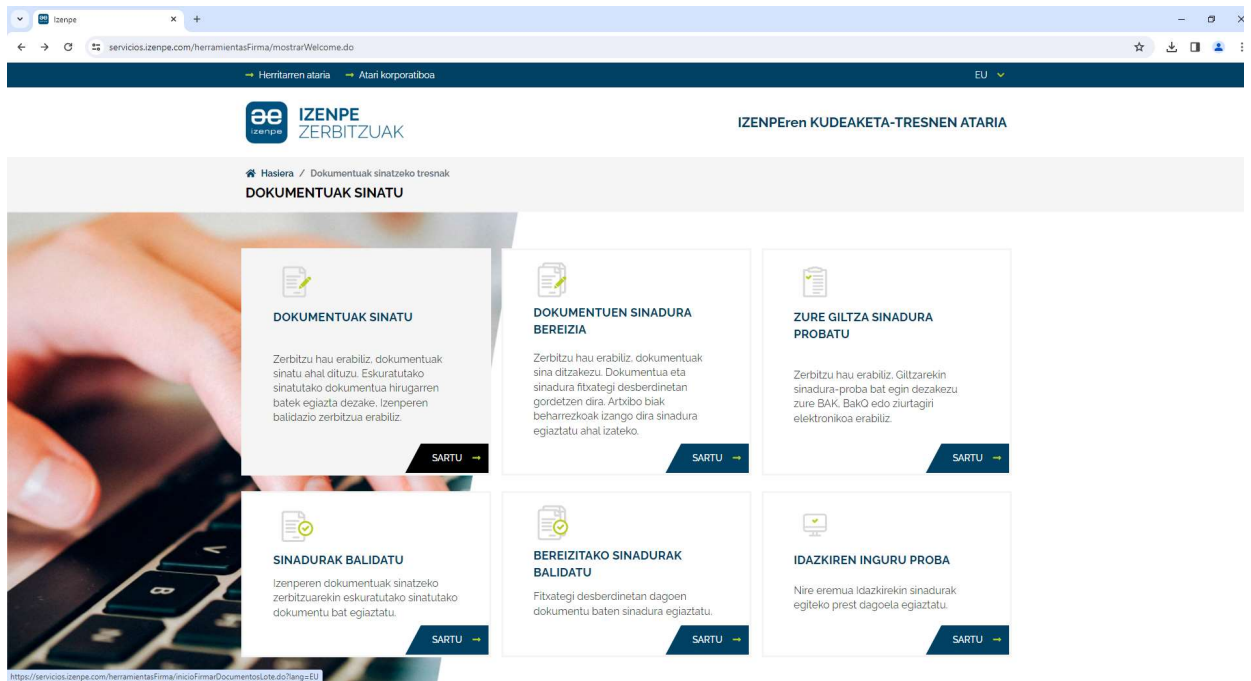 Izenpe
servicios.izenpe.com/herramientasFirma/mostrarWelcome.do
→ Herritarren ataria → Atari korporatiboa EU
izenpe
IZENPE
ZERBITZUAK
IZENPEren KUDEAKETA-TRESNEN ATARIA
Hasiera / Dokumentuak sinatzeko tresnak
DOKUMENTUAK SINATU
DOKUMENTUAK SINATU
Zerbitzu hau erabiliz, dokumentuak
sinatu ahal dituzu. Eskuratutako
sinatutako dokumentua hirugarren
batek egiazta dezake, Izenperen
balidazio zerbitzua erabiliz.
SARTU →
DOKUMENTUEN SINADURA
BEREIZIA
Zerbitzu hau erabiliz, dokumentuak
sina ditzakezu. Dokumentua eta
sinadura fitxategi desberdinetan
gordetzen dira. Artxibo biak
beharrezkoak izango dira sinadura
egiaztatu ahal izateko.
SARTU →
ZURE GILTZA SINADURA
PROBATU
Zerbitzu hau erabiliz, Giltzarekin
sinadura-proba bat egin dezakezu
zure BAK, BakQ edo ziurtagiri
elektronikoa erabiliz.
SARTU →
SINADURAK BALIDATU
Izenperen dokumentuak sinatzeko
zerbitzuarekin eskuratutako sinatutako
dokumentu bat egiaztatu.
SARTU →
BEREIZITAKO SINADURAK
BALIDATU
Fitxategi desberdinetan dagoen
dokumentu baten sinadura egiaztatu.
SARTU →
IDAZKIREN INGURU PROBA
Nire eremua Idazkirekin sinadurak
egiteko prest dagoela egiaztatu.
SARTU →
https://servicios.izenpe.com/herramientasFirma/inicioFirmarDocumentosLote.do?lang=EU